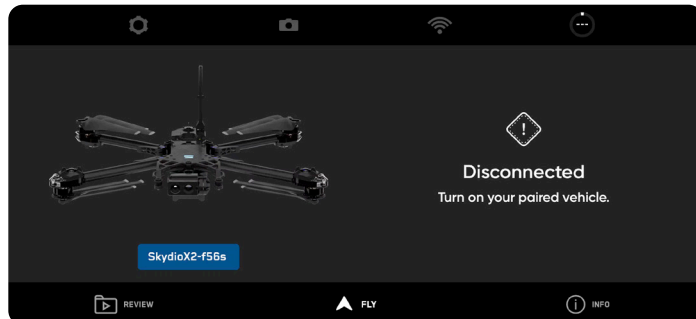 ---
Disconnected
Turn on your paired vehicle.
SkydioX2-f56s
REVIEW
FLY
INFO